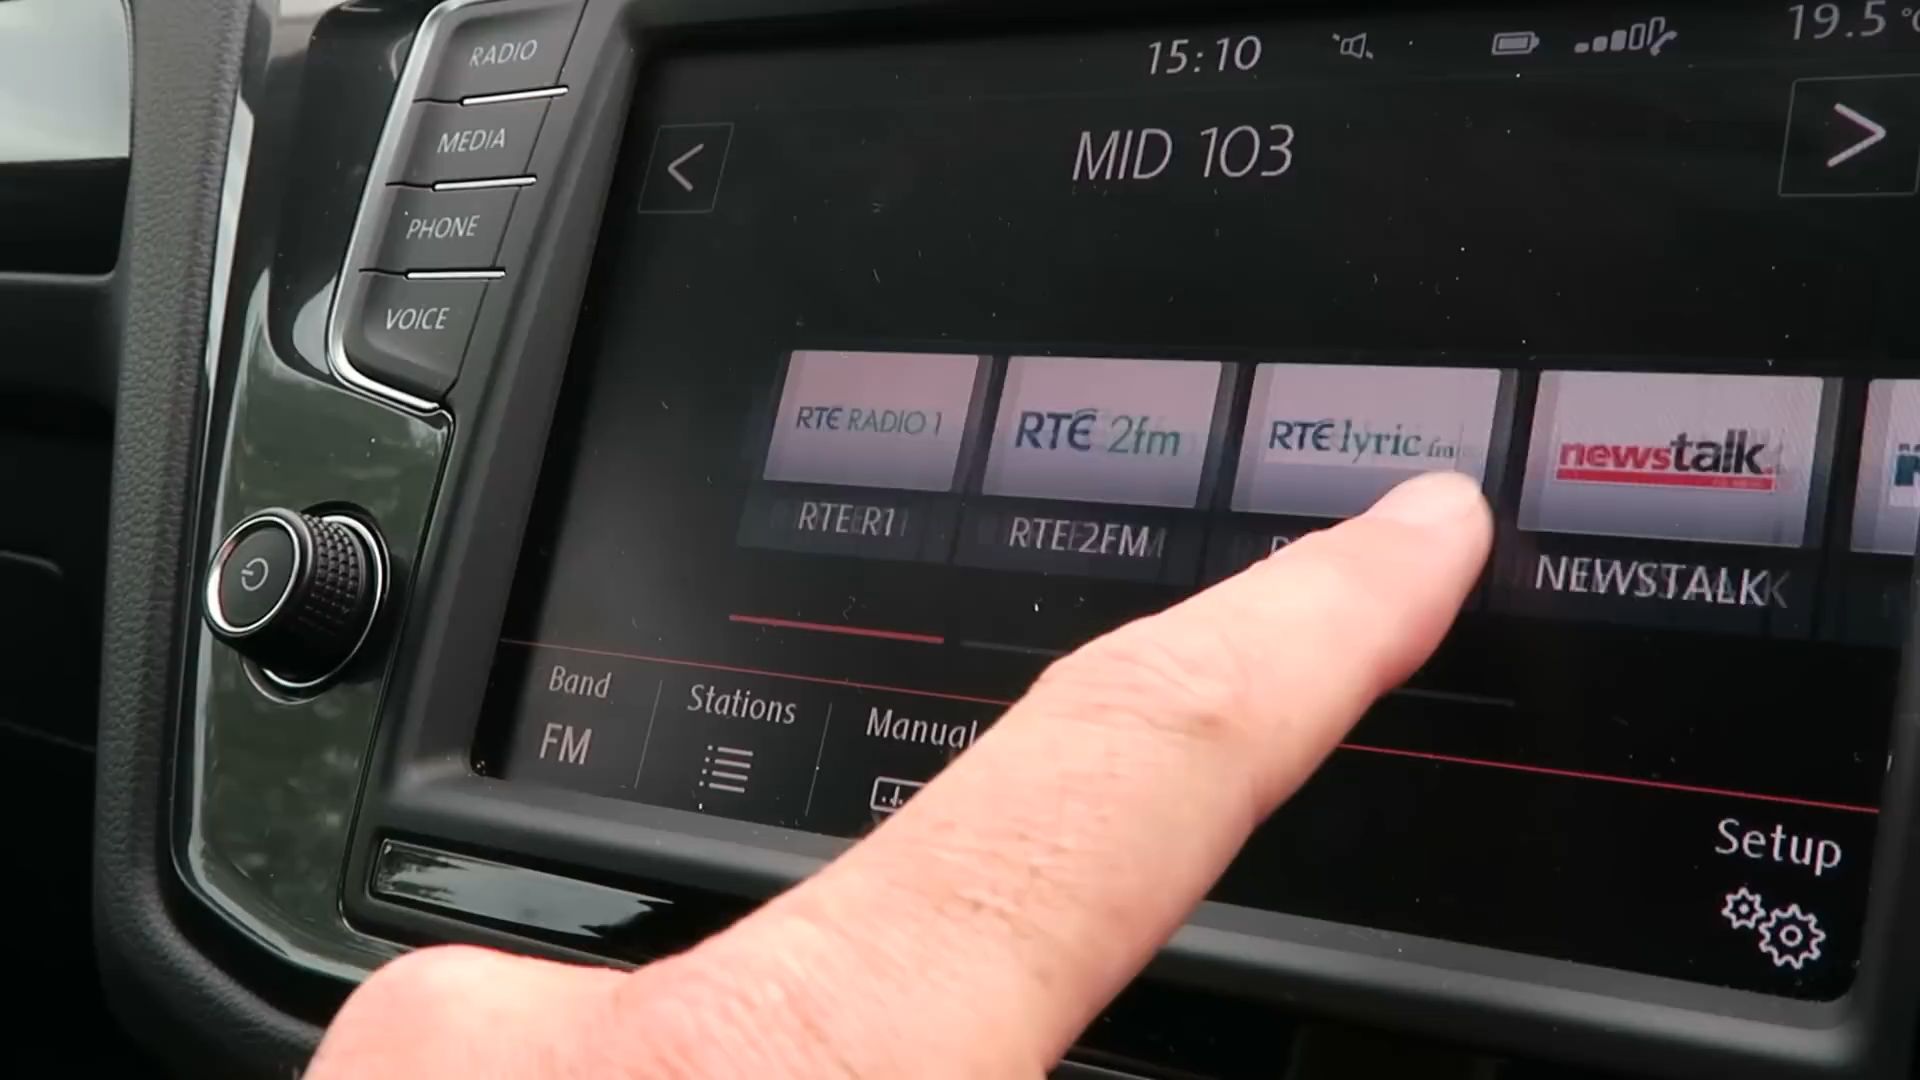 RADIO
MEDIA
PHONE
VOICE
15:10
19.5°
MID 103
RTÉ RADIO 1
RTÉ 2fm
RTÉ lyric fm
newstalk.
RTE R1
RTE 2FM
NEWSTALK
Band
FM
Stations
Manual
Setup